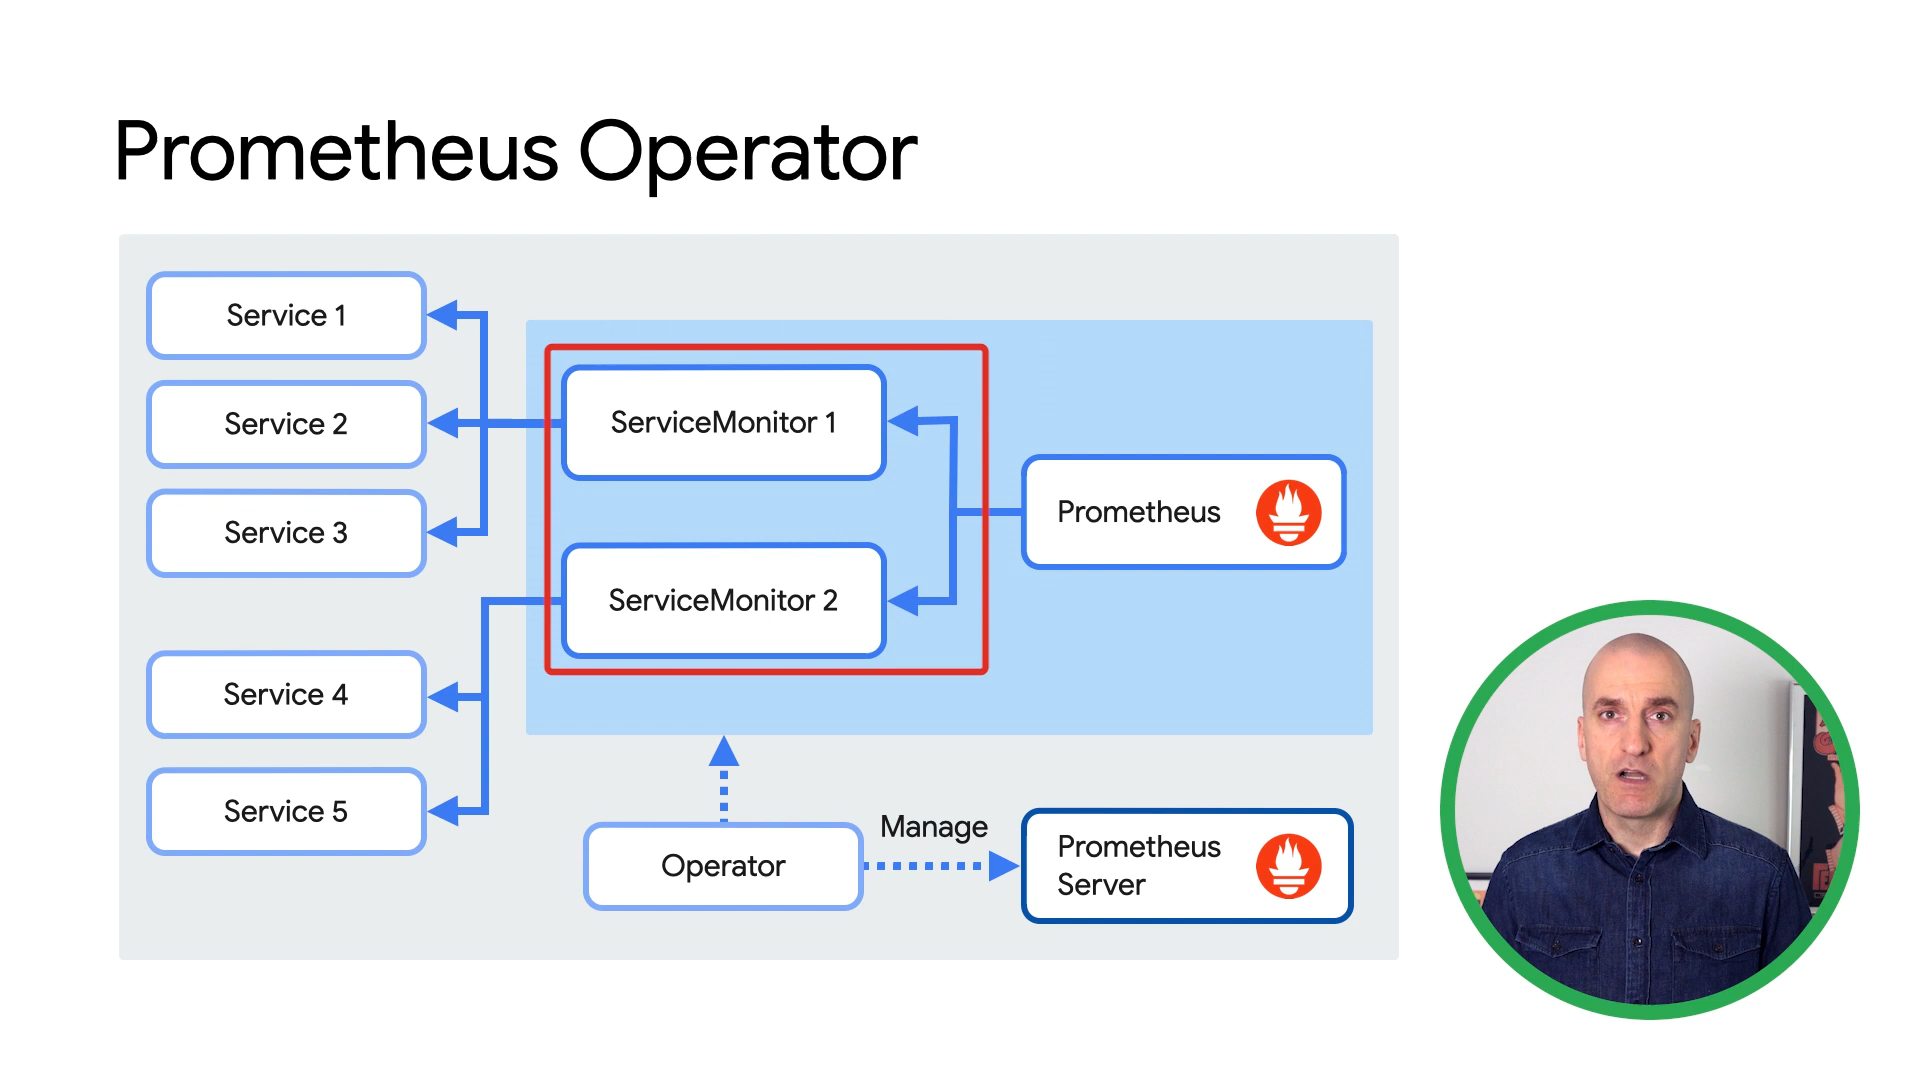 Prometheus Operator
Service 1
Service 2
Service 3
Service 4
Service 5
ServiceMonitor 1
ServiceMonitor 2
Prometheus
Operator
Manage
Prometheus
Server